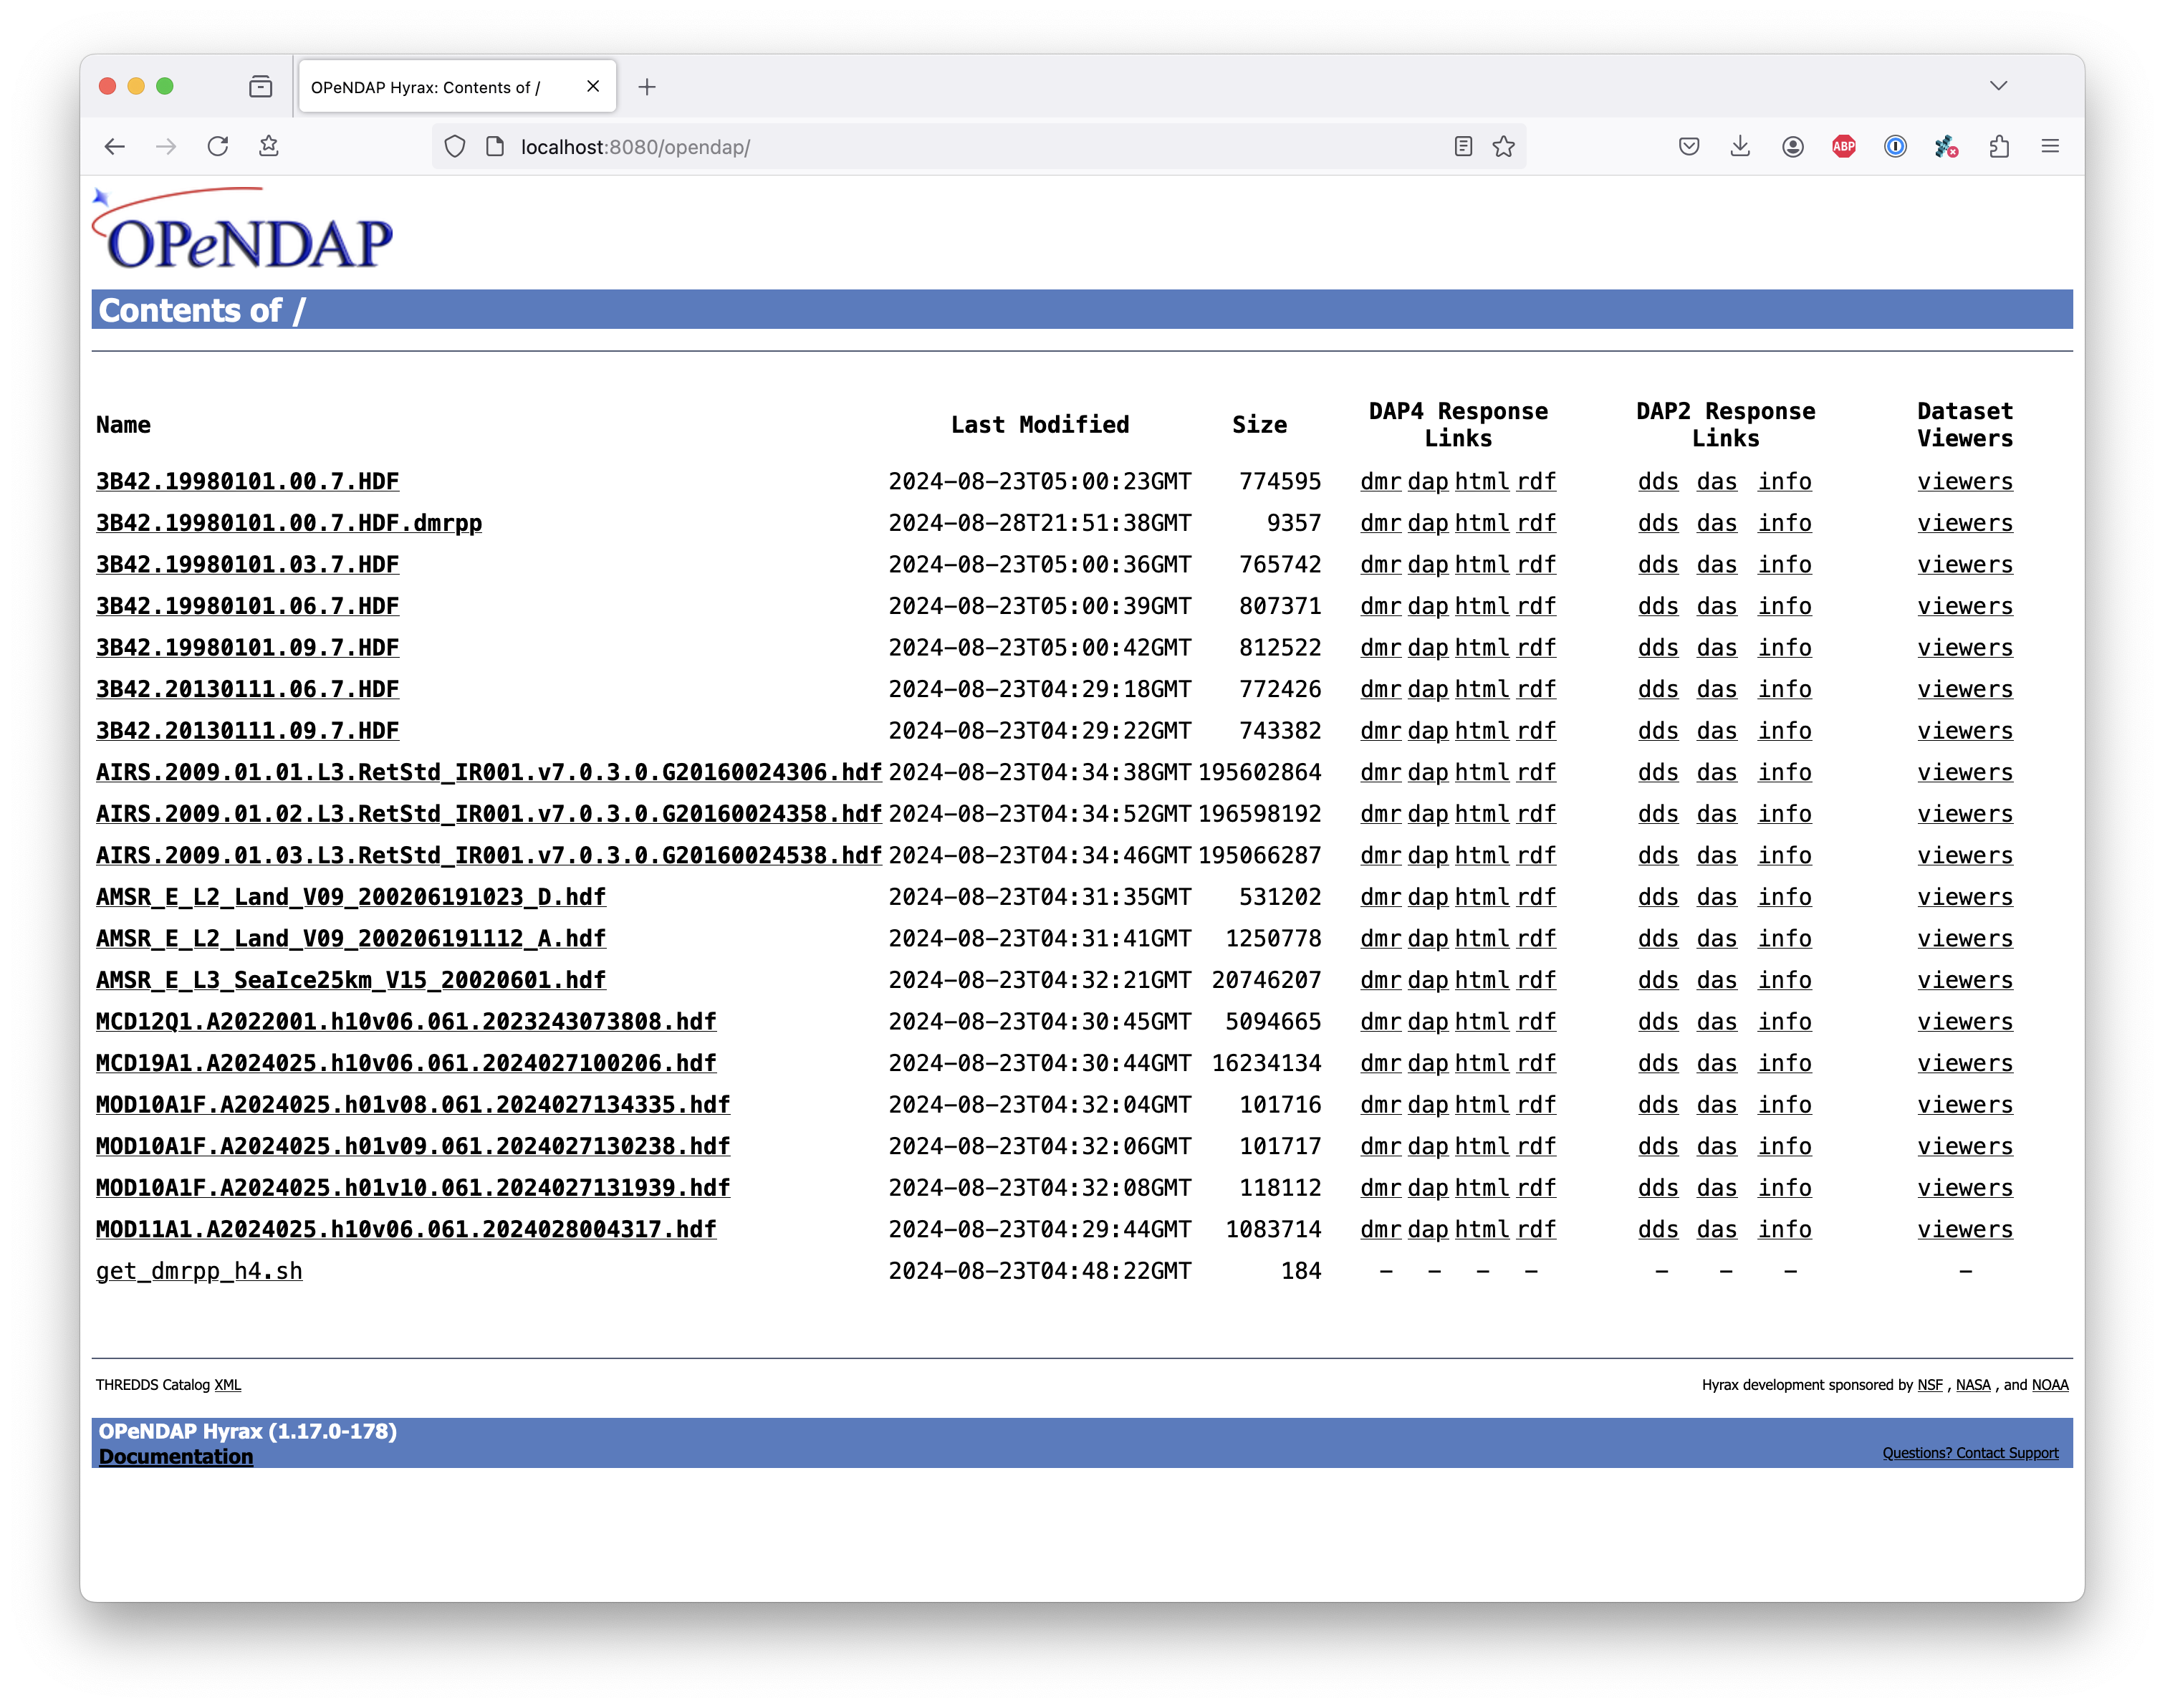 OPeNDAP Hyrax: Contents of /
localhost:8080/opendap/
ABP
OPeNDAP
Contents of /
Name Last Modified Size DAP4 Response Links DAP2 Response Links Dataset Viewers
3B42.19980101.00.7.HDF 2024-08-23T05:00:23GMT 774595 dmr dap html rdf dds das info viewers
3B42.19980101.00.7.HDF.dmrpp 2024-08-28T21:51:38GMT 9357 dmr dap html rdf dds das info viewers
3B42.19980101.03.7.HDF 2024-08-23T05:00:36GMT 765742 dmr dap html rdf dds das info viewers
3B42.19980101.06.7.HDF 2024-08-23T05:00:39GMT 807371 dmr dap html rdf dds das info viewers
3B42.19980101.09.7.HDF 2024-08-23T05:00:42GMT 812522 dmr dap html rdf dds das info viewers
3B42.20130111.06.7.HDF 2024-08-23T04:29:18GMT 772426 dmr dap html rdf dds das info viewers
3B42.20130111.09.7.HDF 2024-08-23T04:29:22GMT 743382 dmr dap html rdf dds das info viewers
AIRS.2009.01.01.L3.RetStd_IR001.v7.0.3.0.G20160024306.hdf 2024-08-23T04:34:38GMT 195602864 dmr dap html rdf dds das info viewers
AIRS.2009.01.02.L3.RetStd_IR001.v7.0.3.0.G20160024358.hdf 2024-08-23T04:34:52GMT 196598192 dmr dap html rdf dds das info viewers
AIRS.2009.01.03.L3.RetStd_IR001.v7.0.3.0.G20160024538.hdf 2024-08-23T04:34:46GMT 195066287 dmr dap html rdf dds das info viewers
AMSR_E_L2_Land_V09_200206191023_D.hdf 2024-08-23T04:31:35GMT 531202 dmr dap html rdf dds das info viewers
AMSR_E_L2_Land_V09_200206191112_A.hdf 2024-08-23T04:31:41GMT 1250778 dmr dap html rdf dds das info viewers
AMSR_E_L3_SeaIce25km_V15_20020601.hdf 2024-08-23T04:32:21GMT 20746207 dmr dap html rdf dds das info viewers
MCD12Q1.A2022001.h10v06.061.2023243073808.hdf 2024-08-23T04:30:45GMT 5094665 dmr dap html rdf dds das info viewers
MCD19A1.A2024025.h10v06.061.2024027100206.hdf 2024-08-23T04:30:44GMT 16234134 dmr dap html rdf dds das info viewers
MOD10A1F.A2024025.h01v08.061.2024027134335.hdf 2024-08-23T04:32:04GMT 101716 dmr dap html rdf dds das info viewers
MOD10A1F.A2024025.h01v09.061.2024027130238.hdf 2024-08-23T04:32:06GMT 101717 dmr dap html rdf dds das info viewers
MOD10A1F.A2024025.h01v10.061.2024027131939.hdf 2024-08-23T04:32:08GMT 118112 dmr dap html rdf dds das info viewers
MOD11A1.A2024025.h10v06.061.2024028004317.hdf 2024-08-23T04:29:44GMT 1083714 dmr dap html rdf dds das info viewers
get_dmrpp_h4.sh 2024-08-23T04:48:22GMT 184 - - - - - - - -
THREDDS Catalog XML Hyrax development sponsored by NSF , NASA , and NOAA
OPeNDAP Hyrax (1.17.0-178)
Documentation Questions? Contact Support